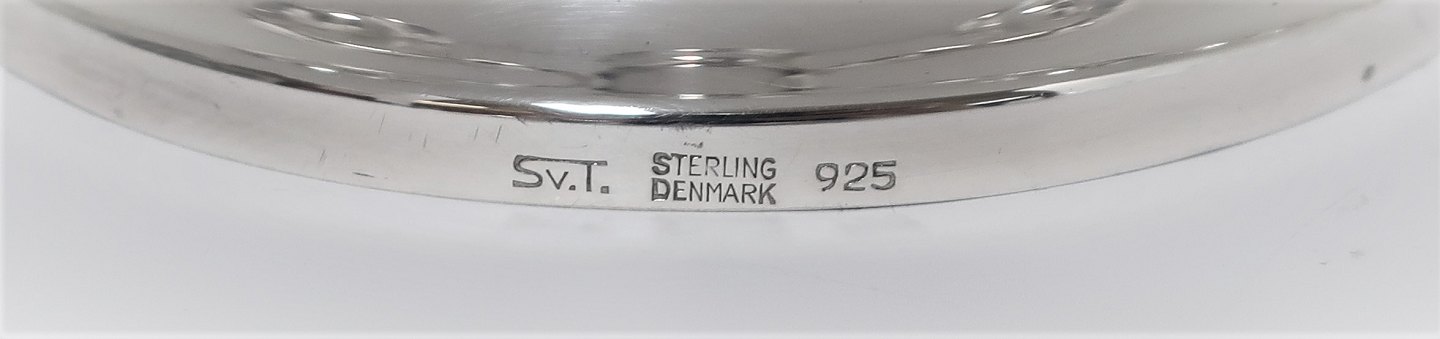 Sv.T. STERLING DENMARK 925